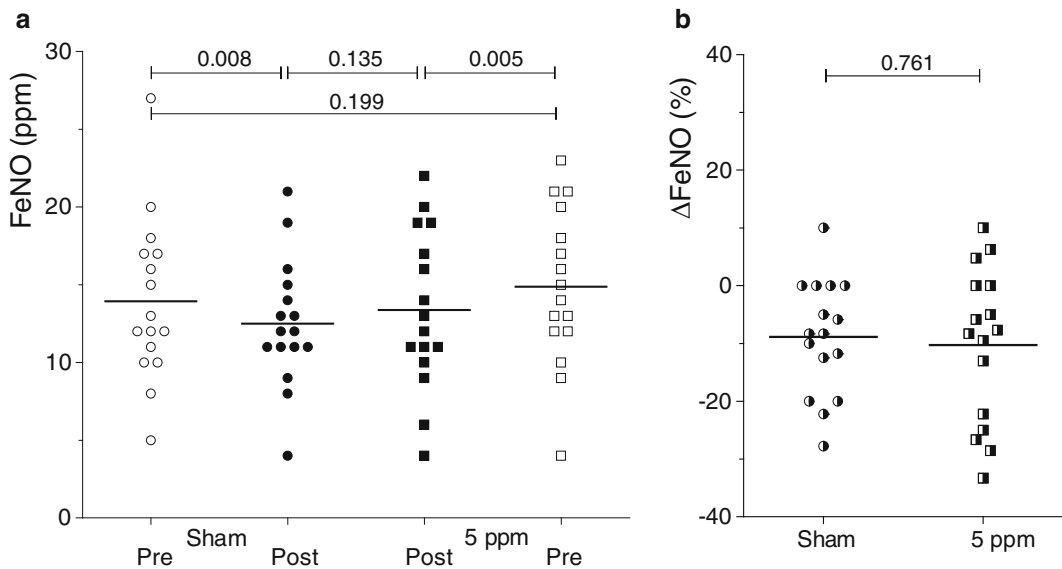 a
FeNO (ppm)
30
20
10
0
0.008
0.135
0.005
0.199
Sham
5 ppm
Pre
Post
Post
Pre
b
ΔFeNO (%)
40
20
0
-20
-40
0.761
Sham
5 ppm